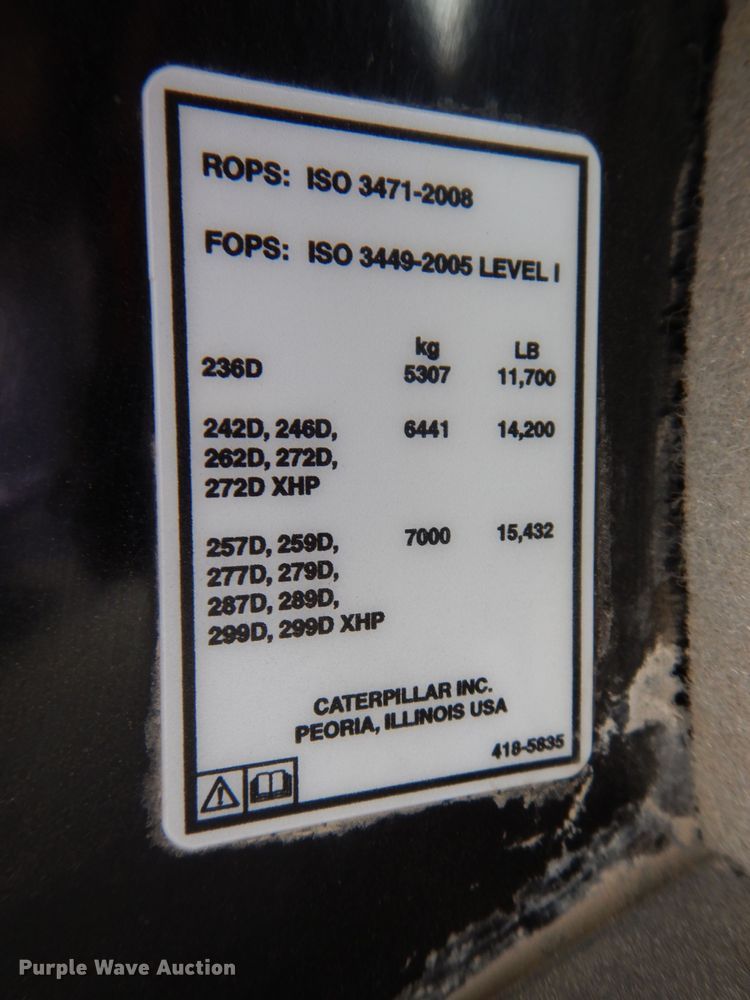 ROPS: ISO 3471-2008
FOPS: ISO 3449-2005 LEVEL I
kg LB
236D 5307 11,700
242D, 246D, 6441 14,200
262D, 272D,
272D XHP
257D, 259D, 7000 15,432
277D, 279D,
287D, 289D,
299D, 299D XHP
CATERPILLAR INC.
PEORIA, ILLINOIS USA
418-5835
Purple Wave Auction